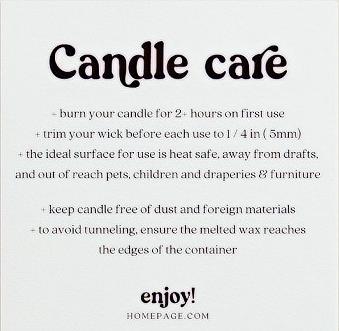 Candle care
+ burn your candle for 2+ hours on first use
+ trim your wick before each use to 1 / 4 in ( 5mm)
+ the ideal surface for use is heat safe, away from drafts,
and out of reach pets, children and draperies & furniture
+ keep candle free of dust and foreign materials
+ to avoid tunneling, ensure the melted wax reaches
the edges of the container
enjoy!
HOMEPAGE.COM